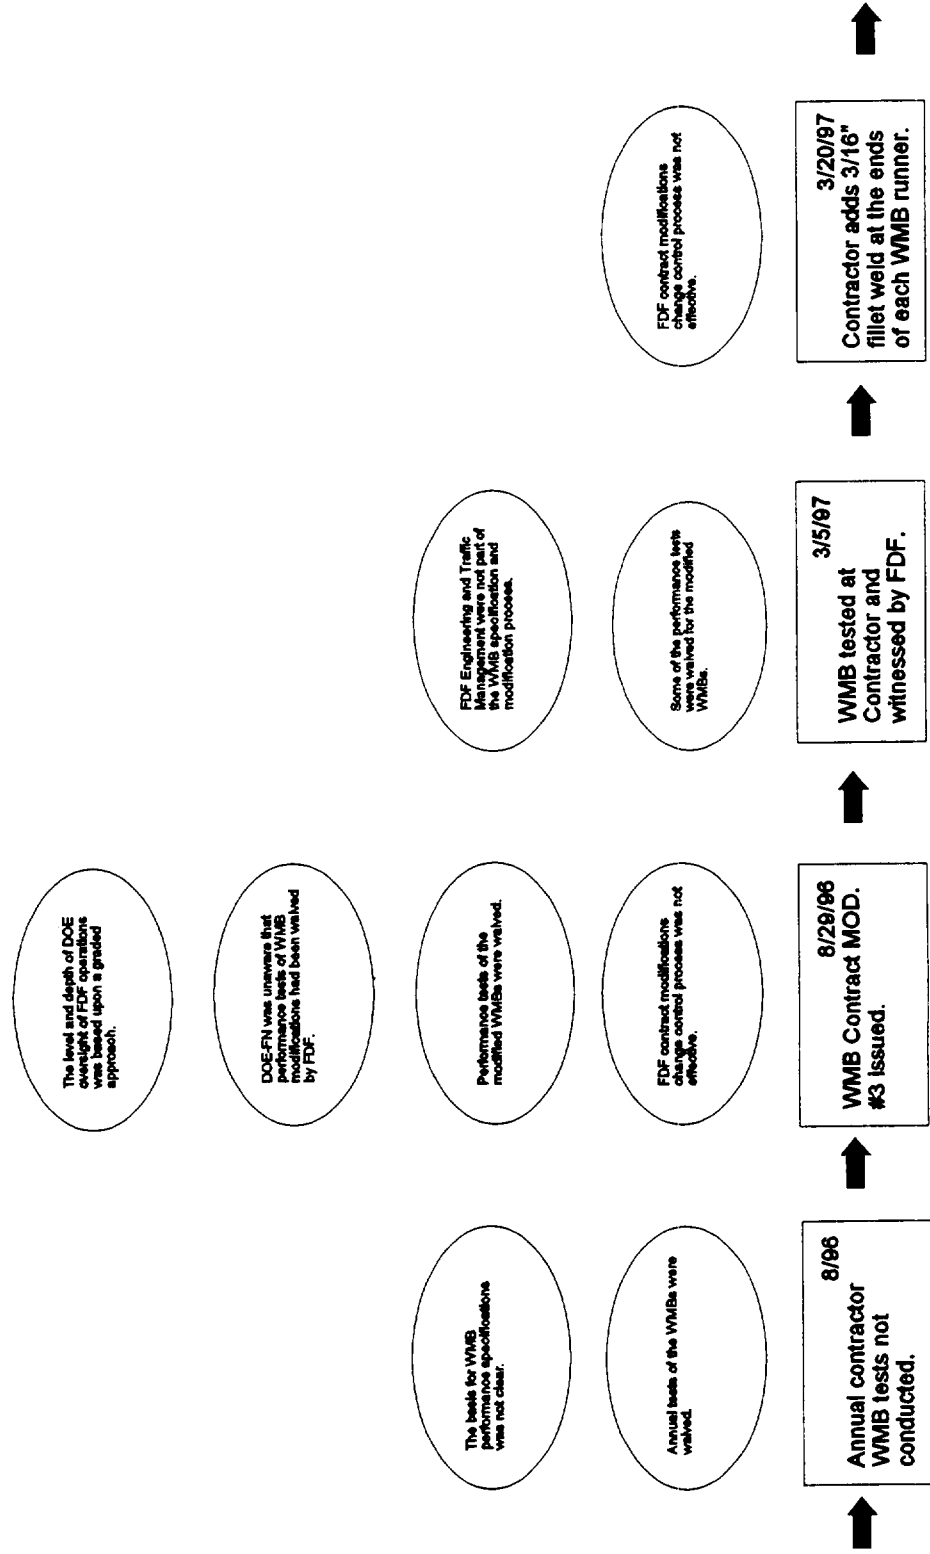 The basis for WMB
performance specifications
was not clear.
Annual tests of the WMBs were
waived.
8/96
Annual contractor
WMB tests not
conducted.
The level and depth of DOE
oversight of FDF operations
was based upon a graded
approach.
DOE-FN was unaware that
performance tests of WMB
modifications had been waived
by FDF.
Performance tests of the
modified WMBs were waived.
FDF contract modifications
change control process was not
effective.
8/29/96
WMB Contract MOD.
#3 issued.
FDF Engineering and Traffic
Management were not part of
the WMB specification and
modification process.
Some of the performance tests
were waived for the modified
WMBs.
3/5/97
WMB tested at
Contractor and
witnessed by FDF.
FDF contract modifications
change control process was not
effective.
3/20/97
Contractor adds 3/16"
fillet weld at the ends
of each WMB runner.